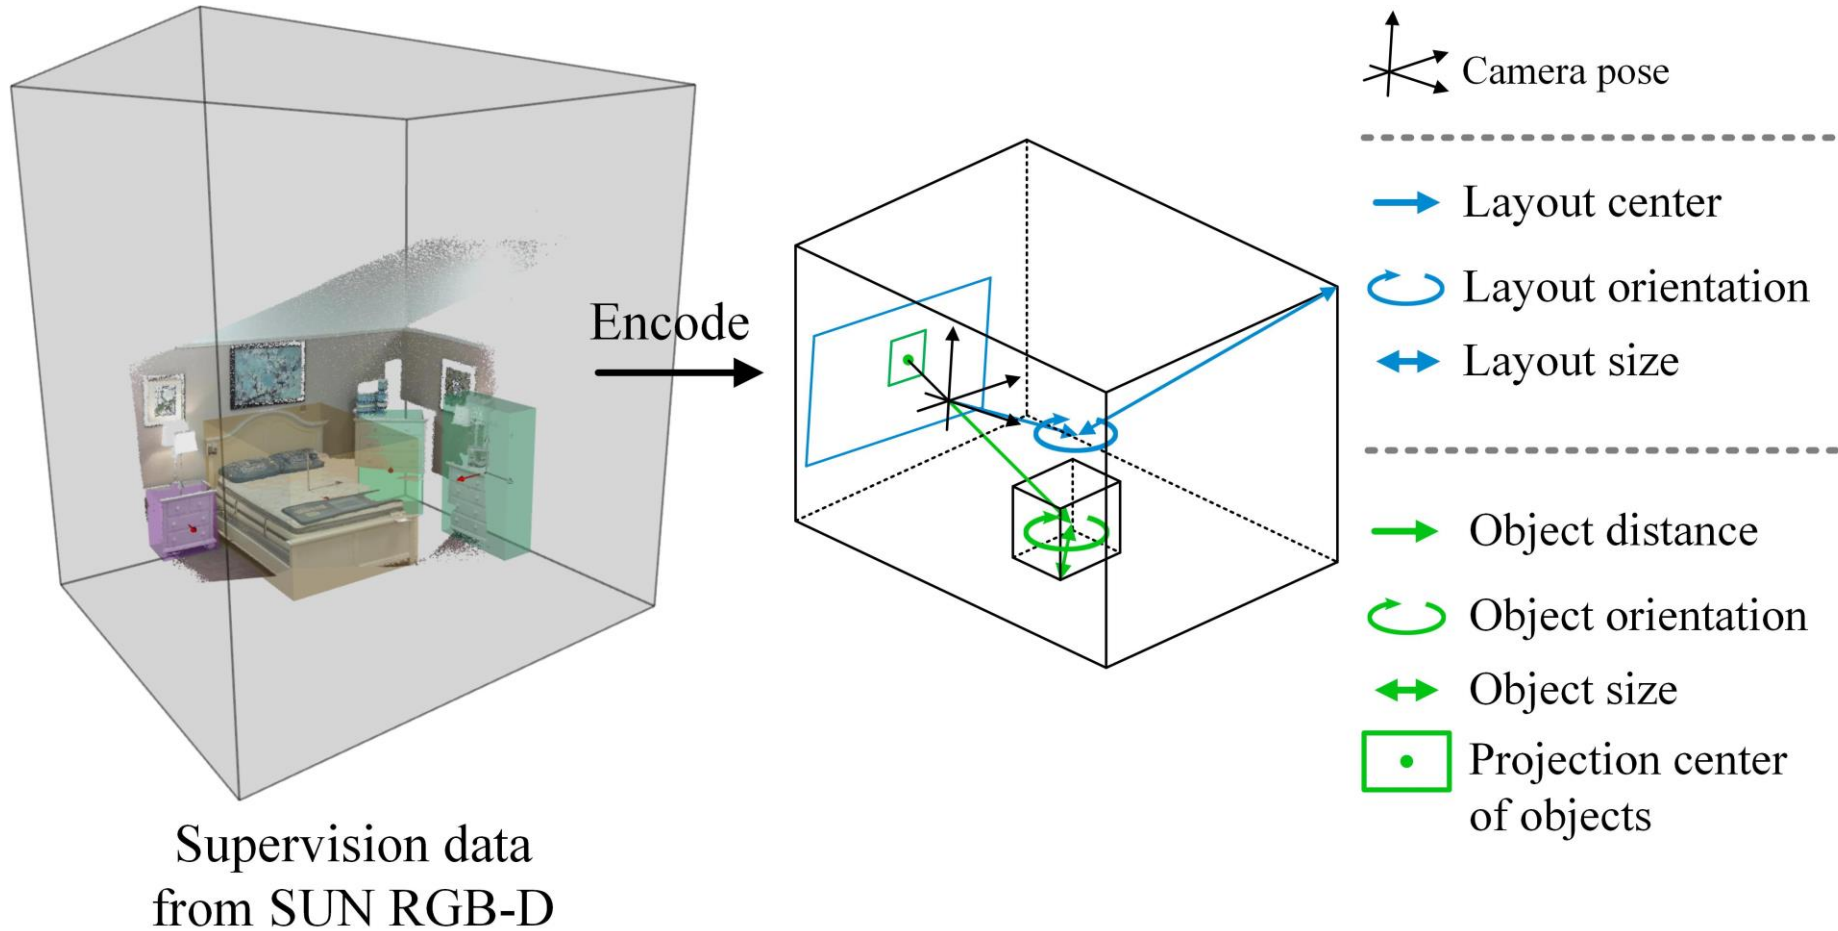 Encode
Supervision data
from SUN RGB-D
Camera pose
Layout center
Layout orientation
Layout size
Object distance
Object orientation
Object size
Projection center
of objects